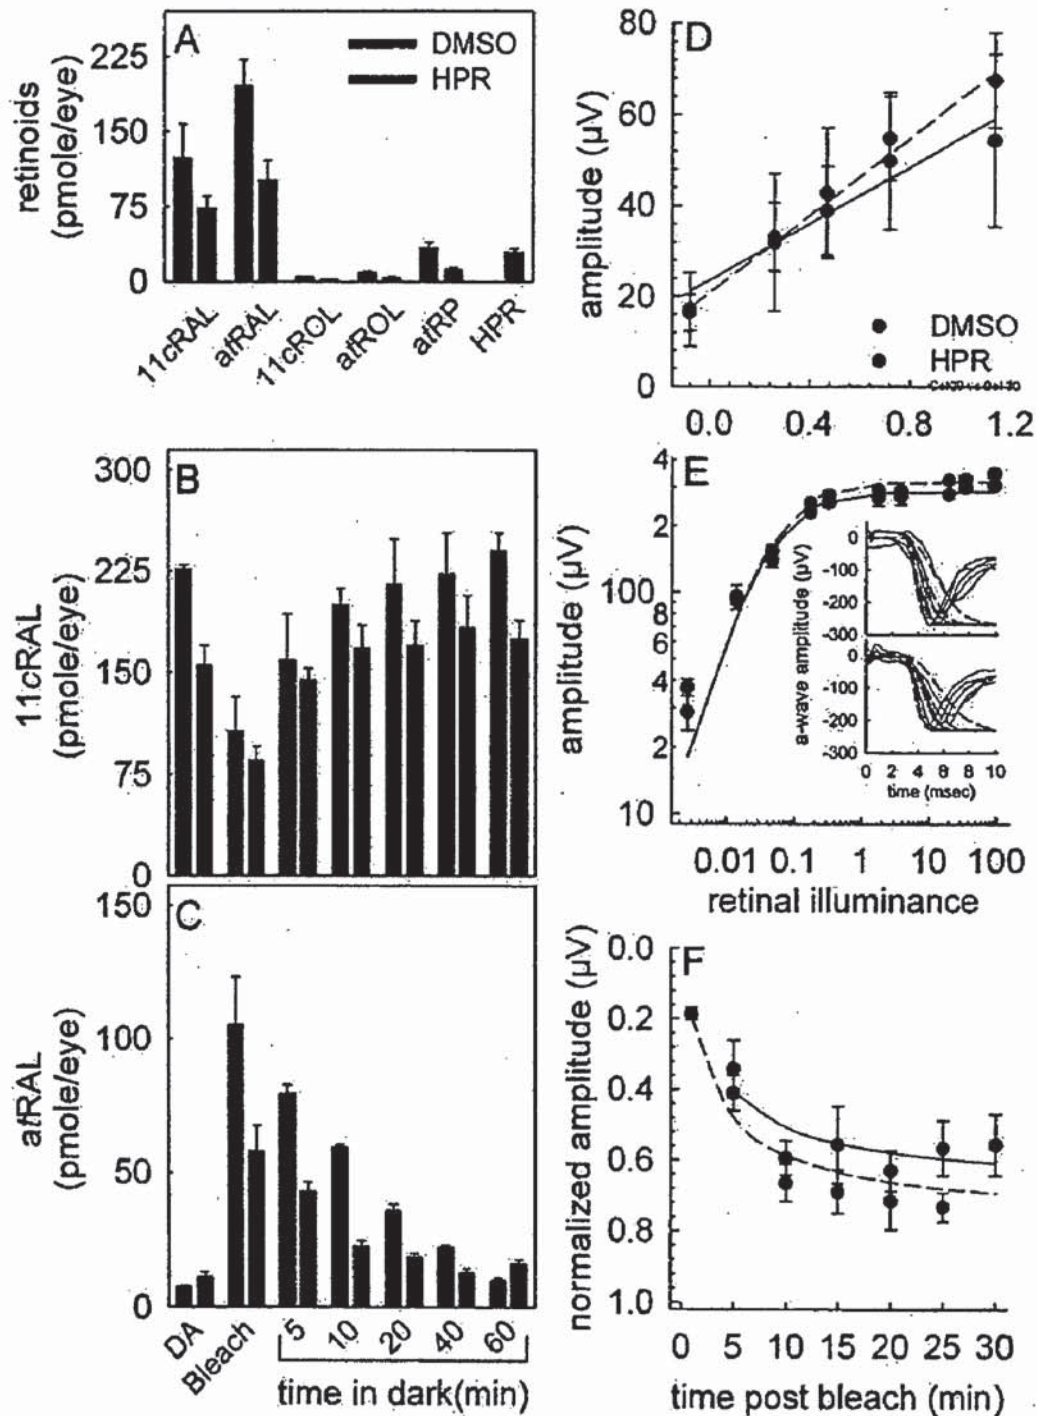 A
DMSO
HPR
225
150
75
0
retinoids
(pmole/eye)
11cRAL
atRAL
11cROL
atROL
atRP
HPR
B
300
225
150
75
0
11cRAL
(pmole/eye)
C
150
100
50
0
atRAL
(pmole/eye)
DA
Bleach
5
10
20
40
60
time in dark(min)
D
80
60
40
20
0
amplitude (µV)
DMSO
HPR
0.0 0.4 0.8 1.2
E
4
2
100
8
6
4
2
10
amplitude (µV)
0
-100
-200
-300
0
-100
-200
-300
a-wave amplitude (µV)
0 2 4 6 8 10
time (msec)
0.01 0.1 1 10 100
retinal illuminance
F
0.0
0.2
0.4
0.6
0.8
1.0
normalized amplitude (µV)
0 5 10 15 20 25 30
time post bleach (min)